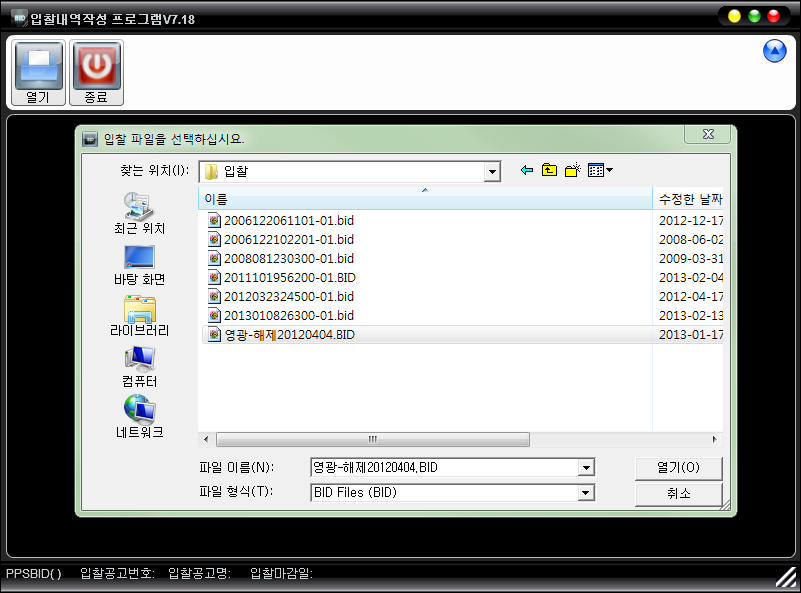 BID 입찰내역작성 프로그램V7.18
열기 종료
입찰 파일을 선택하십시요.
찾는 위치(I): 입찰
이름 수정한 날짜
2006122061101-01.bid 2012-12-17
2006122102201-01.bid 2008-06-02
2008081230300-01.bid 2009-03-31
2011101956200-01.BID 2013-02-04
2012032324500-01.bid 2012-04-17
2013010826300-01.bid 2013-02-13
영광-해제20120404.BID 2013-01-17
최근 위치
바탕 화면
라이브러리
컴퓨터
네트워크
파일 이름(N): 영광-해제20120404.BID 열기(O)
파일 형식(T): BID Files (BID) 취소
PPSBID( ) 입찰공고번호: 입찰공고명: 입찰마감일: